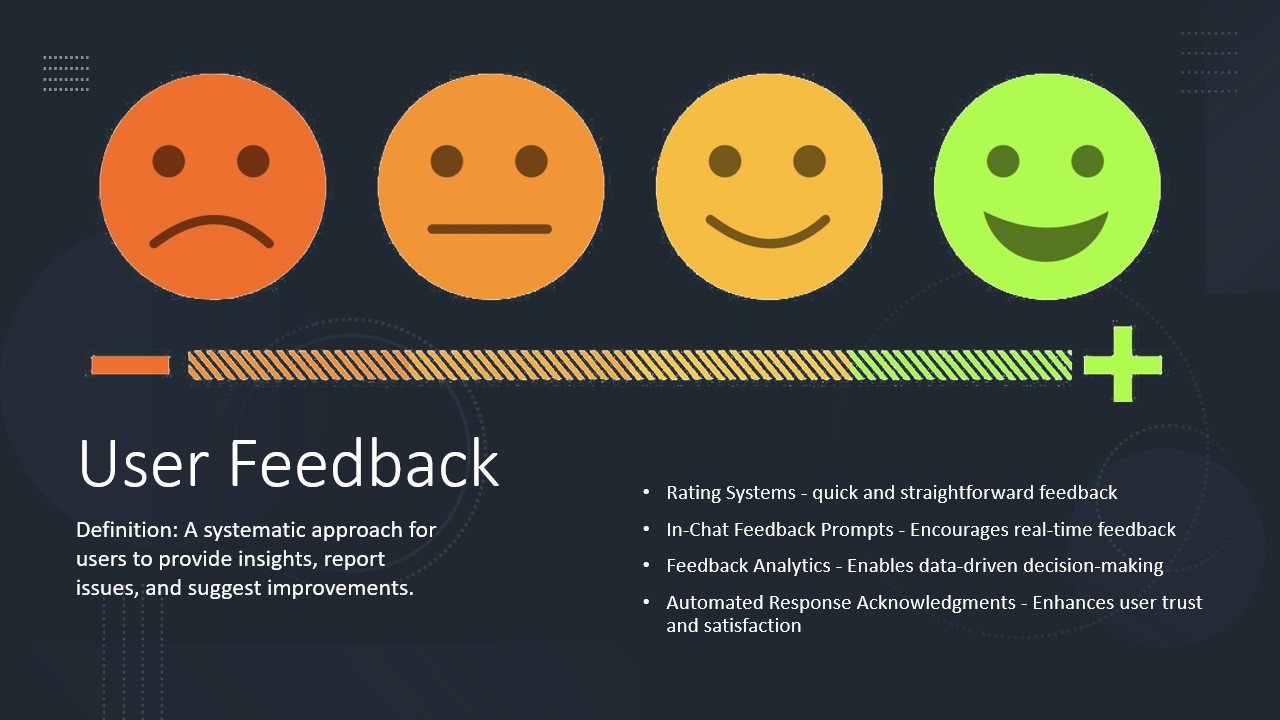 User Feedback
Definition: A systematic approach for
users to provide insights, report
issues, and suggest improvements.
• Rating Systems - quick and straightforward feedback
• In-Chat Feedback Prompts - Encourages real-time feedback
• Feedback Analytics - Enables data-driven decision-making
• Automated Response Acknowledgments - Enhances user trust
and satisfaction